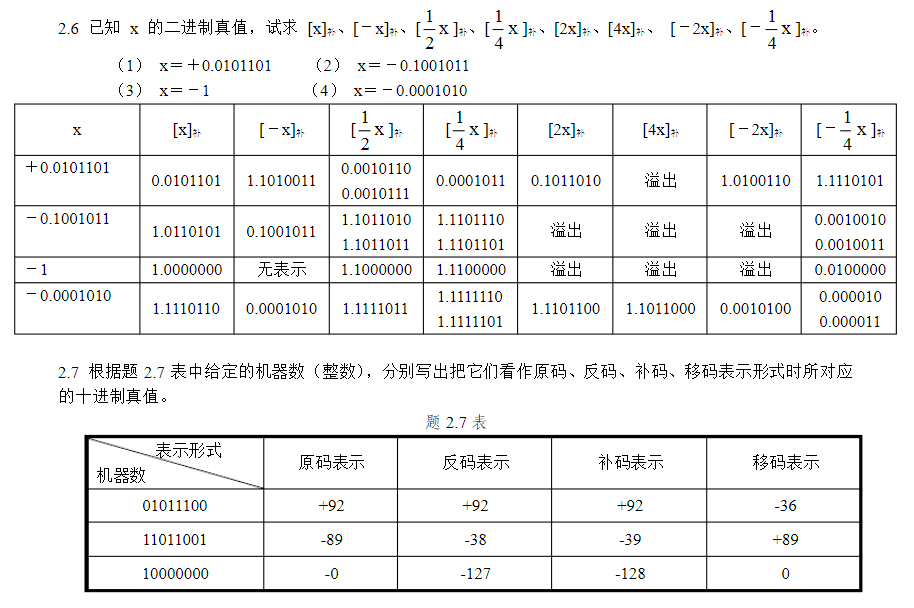 2.6 已知 x 的二进制真值，试求 [x]补、[－x]补、[1/2 x]补、[1/4 x]补、[2x]补、[4x]补、 [－2x]补、[－1/4 x]补。
（1） x＝＋0.0101101 （2） x＝－0.1001011
（3） x＝－1 （4） x＝－0.0001010
x [x]补 [－x]补 [1/2 x]补 [1/4 x]补 [2x]补 [4x]补 [－2x]补 [－1/4 x]补
＋0.0101101 0.0101101 1.1010011 0.0010110 0.0010111 0.0001011 0.1011010 溢出 1.0100110 1.1110101
－0.1001011 1.0110101 0.1001011 1.1011010 1.1011011 1.1101110 1.1101101 溢出 溢出 溢出 0.0010010 0.0010011
－1 1.0000000 无表示 1.1000000 1.1100000 溢出 溢出 溢出 0.0100000
－0.0001010 1.1110110 0.0001010 1.1111011 1.1111110 1.1111101 1.1101100 1.1011000 0.0010100 0.000010 0.000011
2.7 根据题 2.7 表中给定的机器数（整数），分别写出把它们看作原码、反码、补码、移码表示形式时所对应
的十进制真值。
题 2.7 表
表示形式 机器数 原码表示 反码表示 补码表示 移码表示
01011100 +92 +92 +92 -36
11011001 -89 -38 -39 +89
10000000 -0 -127 -128 0